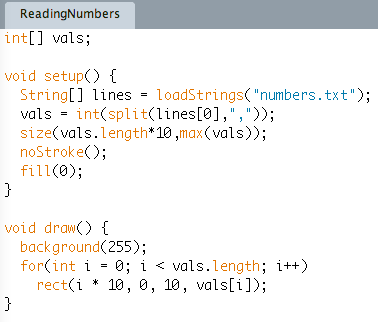 ReadingNumbers
int[] vals;
void setup() {
  String[] lines = loadStrings("numbers.txt");
  vals = int(split(lines[0],","));
  size(vals.length*10,max(vals));
  noStroke();
  fill(0);
}
void draw() {
  background(255);
  for(int i = 0; i < vals.length; i++)
    rect(i * 10, 0, 10, vals[i]);
}